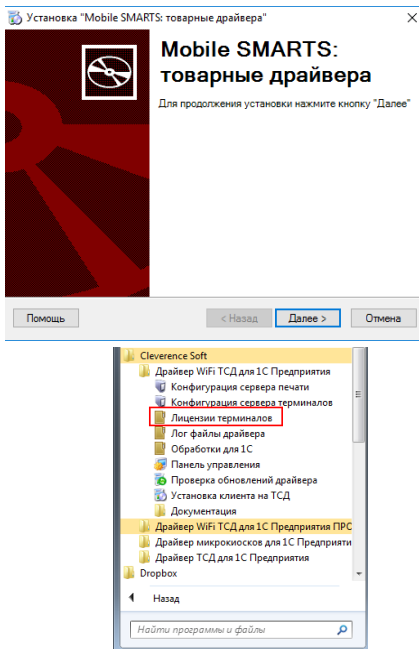 Установка "Mobile SMARTS: товарные драйвера"
Mobile SMARTS:
товарные драйвера
Для продолжения установки нажмите кнопку "Далее"
Помощь
< Назад
Далее >
Отмена
Cleverence Soft
Драйвер WiFi ТСД для 1С Предприятия
Конфигурация сервера печати
Конфигурация сервера терминалов
Лицензии терминалов
Лог файлы драйвера
Обработки для 1С
Панель управления
Проверка обновлений драйвера
Установка клиента на ТСД
Документация
Драйвер WiFi ТСД для 1С Предприятия ПРО
Драйвер микрокиосков для 1С Предприяти
Драйвер ТСД для 1С Предприятия
Dropbox
Назад
Найти программы и файлы